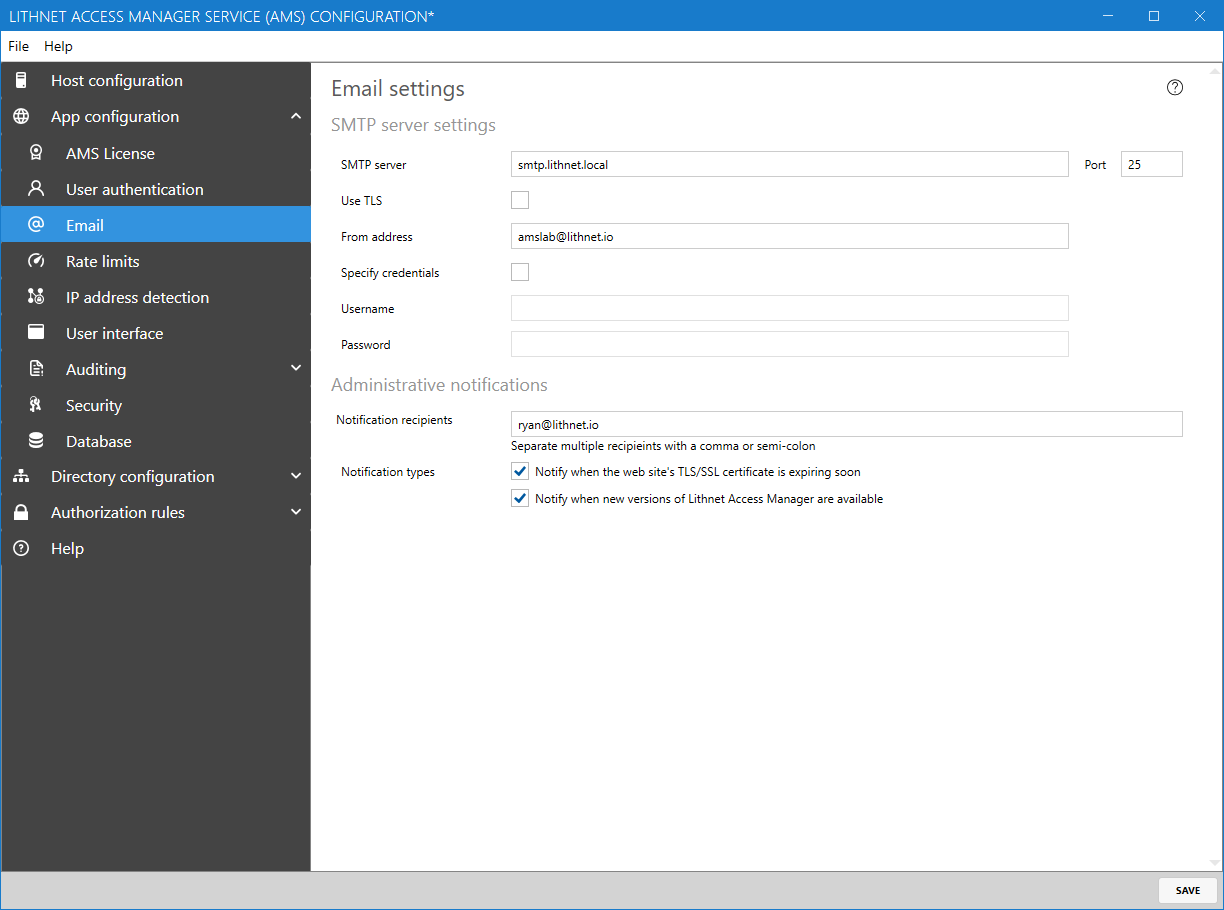 LITHNET ACCESS MANAGER SERVICE (AMS) CONFIGURATION*
File Help
Host configuration
App configuration
AMS License
User authentication
Email
Rate limits
IP address detection
User interface
Auditing
Security
Database
Directory configuration
Authorization rules
Help
Email settings
SMTP server settings
SMTP server smtp.lithnet.local Port 25
Use TLS
From address amslab@lithnet.io
Specify credentials
Username
Password
Administrative notifications
Notification recipients ryan@lithnet.io
Separate multiple recipieints with a comma or semi-colon
Notification types Notify when the web site's TLS/SSL certificate is expiring soon
Notify when new versions of Lithnet Access Manager are available
SAVE